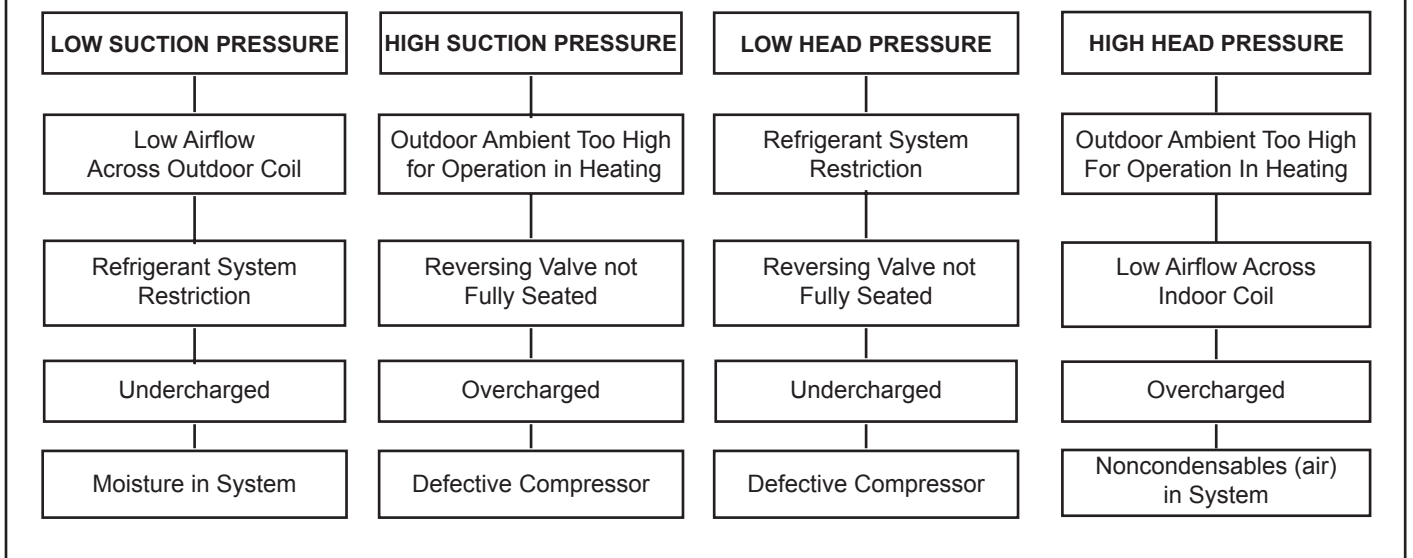 LOW SUCTION PRESSURE
Low Airflow
Across Outdoor Coil
Refrigerant System
Restriction
Undercharged
Moisture in System
HIGH SUCTION PRESSURE
Outdoor Ambient Too High
for Operation in Heating
Reversing Valve not
Fully Seated
Overcharged
Defective Compressor
LOW HEAD PRESSURE
Refrigerant System
Restriction
Reversing Valve not
Fully Seated
Undercharged
Defective Compressor
HIGH HEAD PRESSURE
Outdoor Ambient Too High
For Operation In Heating
Low Airflow Across
Indoor Coil
Overcharged
Noncondensables (air)
in System